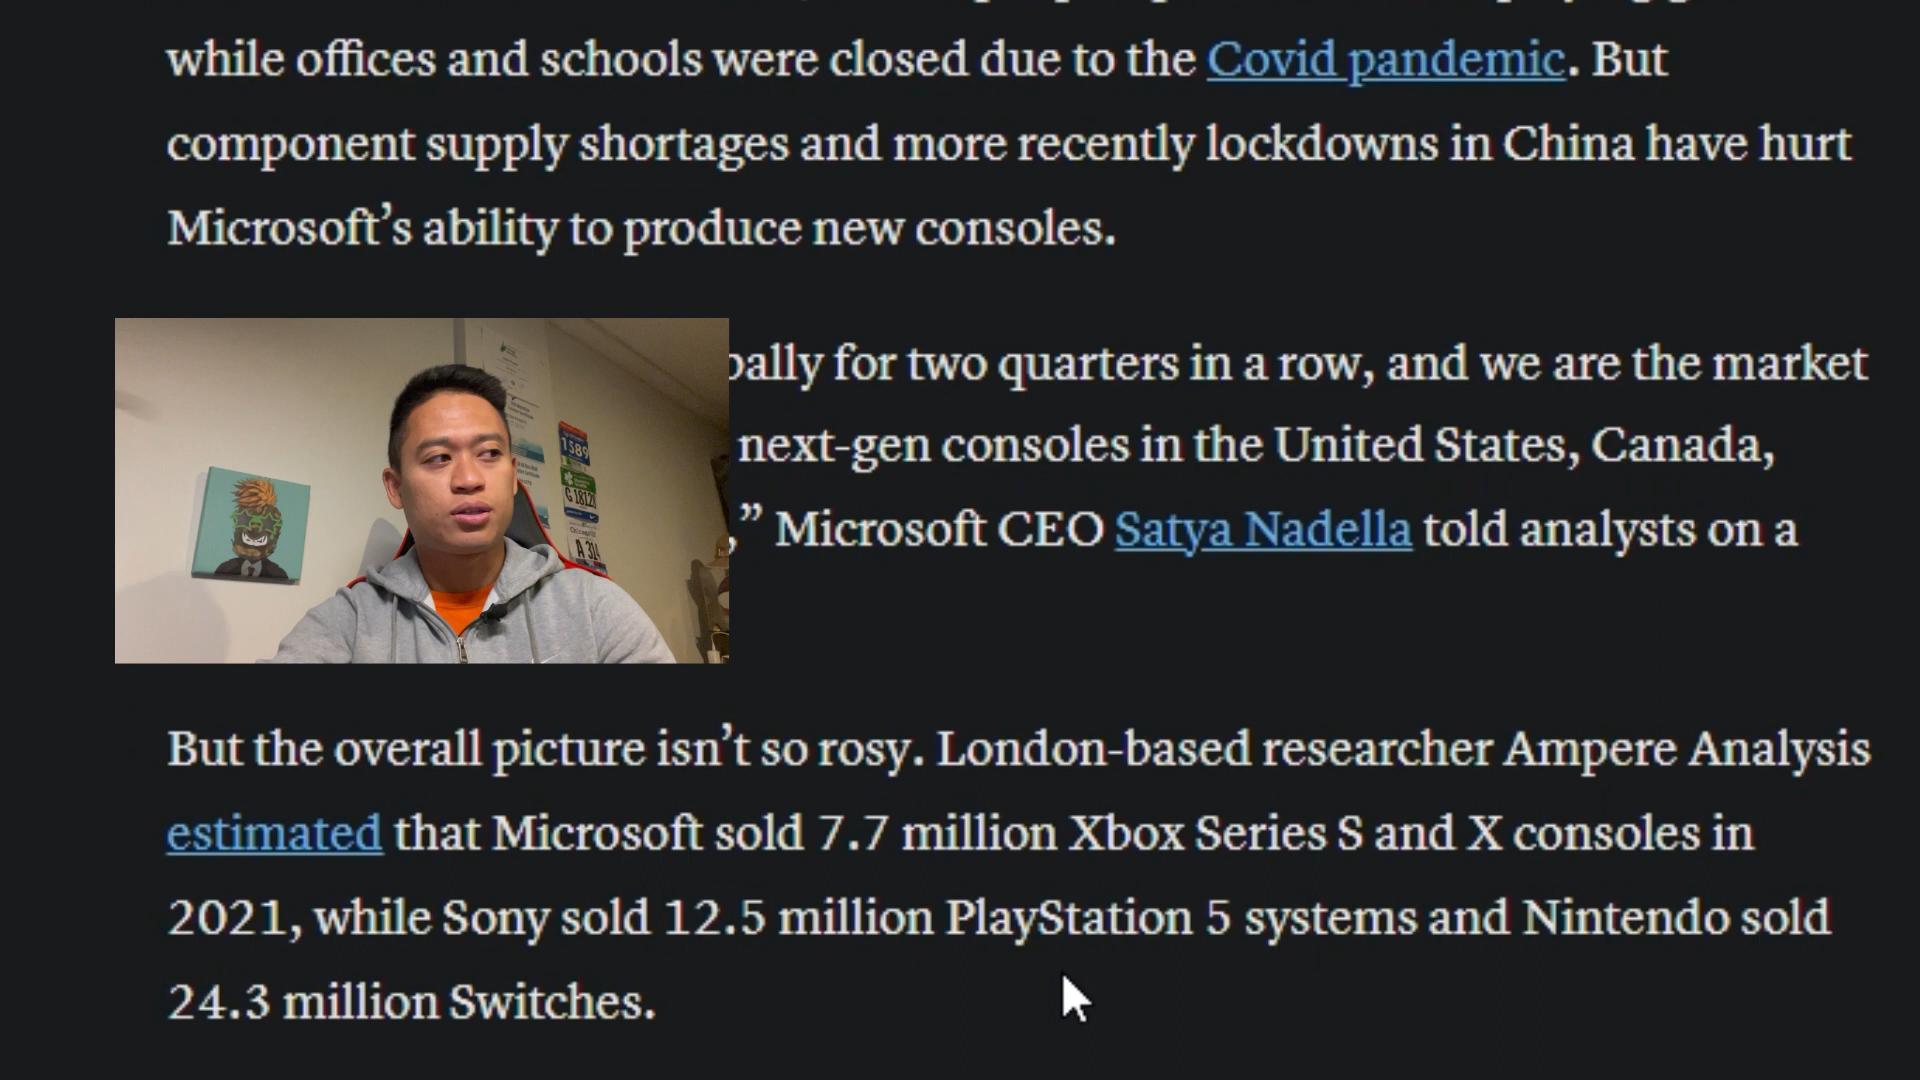 while offices and schools were closed due to the Covid pandemic. But
component supply shortages and more recently lockdowns in China have hurt
Microsoft’s ability to produce new consoles.
for two quarters in a row, and we are the market
next-gen consoles in the United States, Canada,
,” Microsoft CEO Satya Nadella told analysts on a
1589
G 18120
A 314
But the overall picture isn’t so rosy. London-based researcher Ampere Analysis
estimated that Microsoft sold 7.7 million Xbox Series S and X consoles in
2021, while Sony sold 12.5 million PlayStation 5 systems and Nintendo sold
24.3 million Switches.